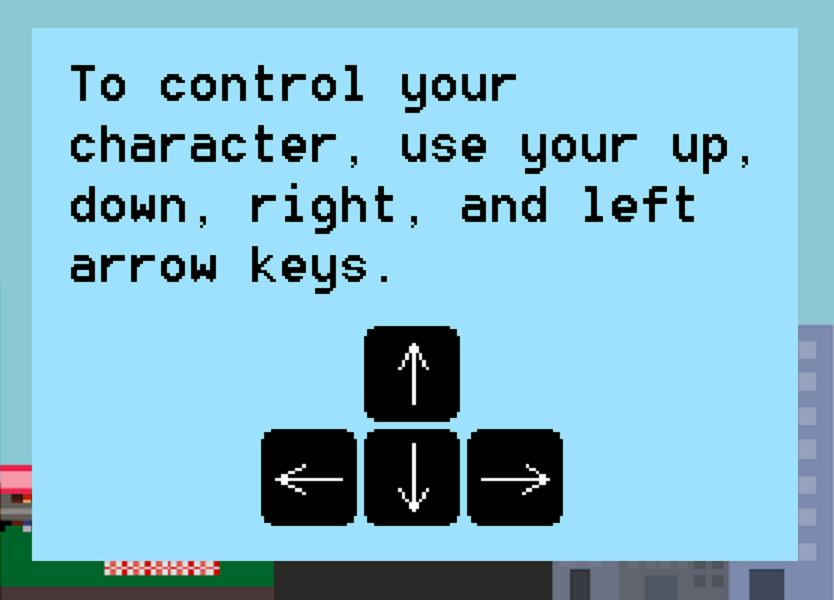 To control your
character, use your up,
down, right, and left
arrow keys.